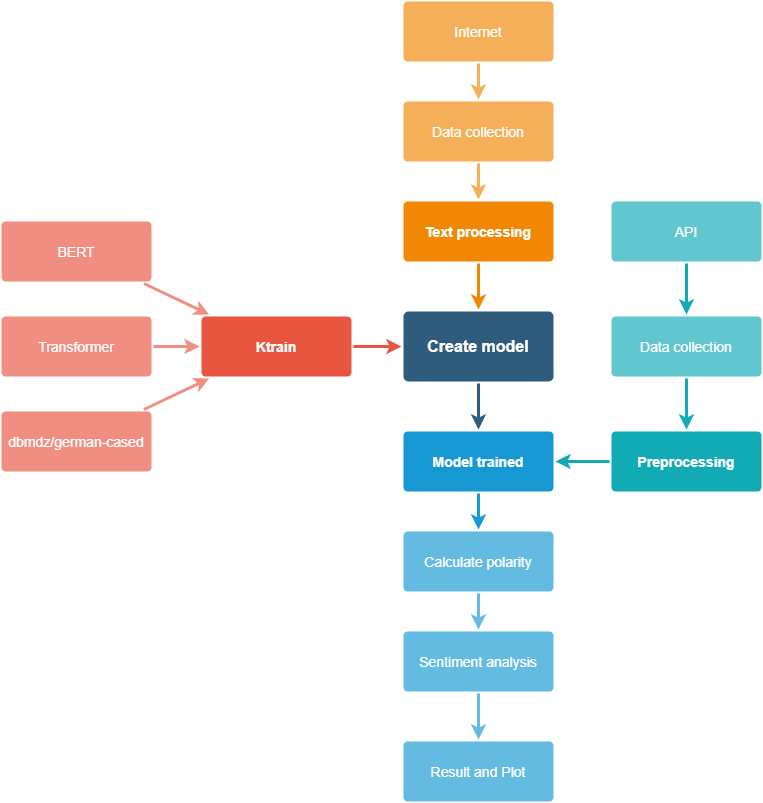 Internet
Data collection
Text processing
API
BERT
Transformer
Ktrain
Create model
Data collection
dbmdz/german-cased
Model trained
Preprocessing
Calculate polarity
Sentiment analysis
Result and Plot